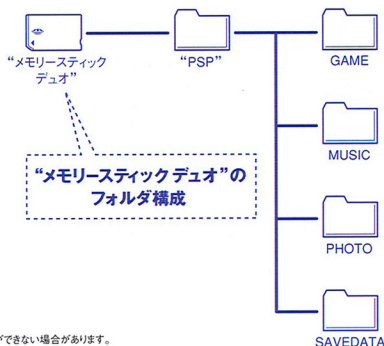 “メモリースティック
デュオ”
“PSP”
GAME
MUSIC
PHOTO
SAVEDATA
“メモリースティック デュオ”の
フォルダ構成
できない場合があります。